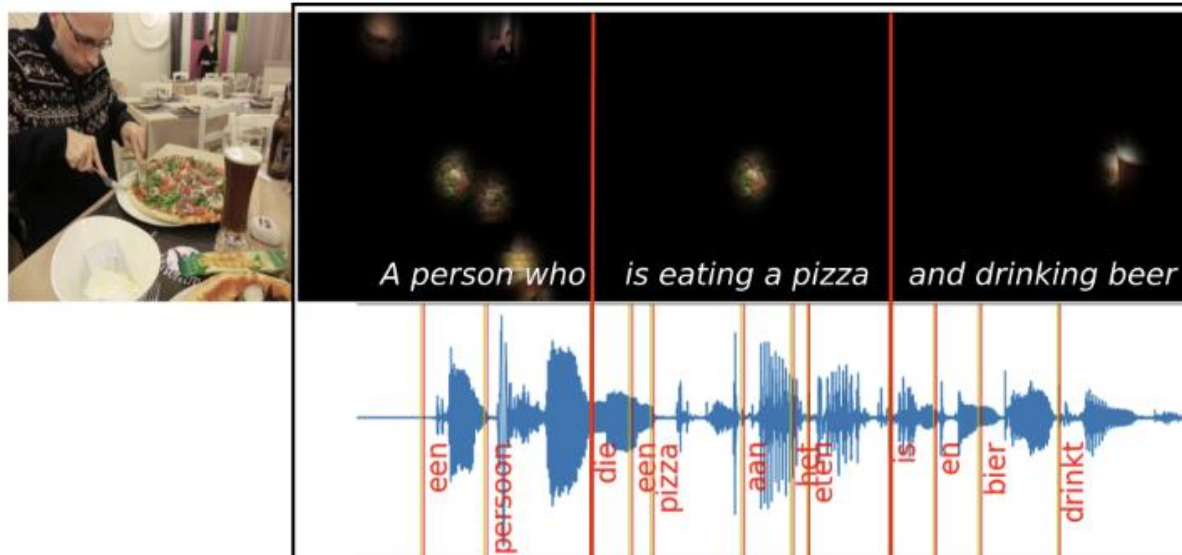 A person who is eating a pizza and drinking beer
een
persoon
die
een
pizza
aan
het
eten
is
en
bier
drinkt